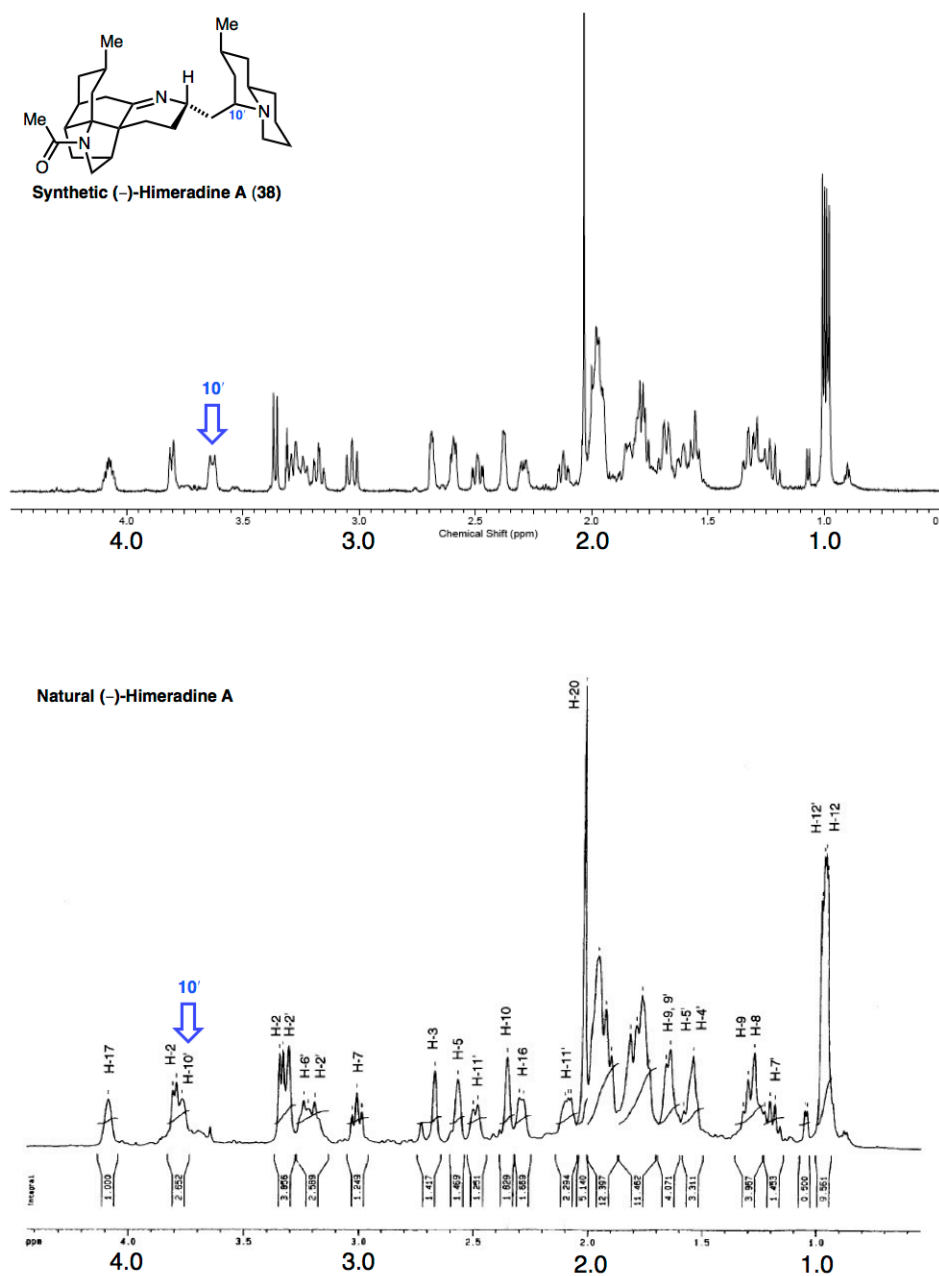 Me
Me
H
N
10′
N
Me
N
O
Synthetic (–)-Himeradine A (38)
10′
4.0 3.5 3.0 2.5 2.0 1.5 1.0 0
Chemical Shift (ppm)
4.0 3.0 2.0 1.0
Natural (–)-Himeradine A
10′
H-17
H-2
H-10'
H-2
H-2'
H-6'
H-2'
H-7
H-3
H-5
H-11'
H-10
H-16
H-11'
H-20
H-9, 9'
H-5'
H-4'
H-9
H-8
H-7'
H-12'
H-12
Integral
1.000
2.652
3.856
2.589
1.249
1.417
1.469
1.251
1.829
1.669
2.294
5.140
12.397
11.462
4.071
3.311
3.967
1.453
0.500
9.561
ppm 4.0 3.5 3.0 2.5 2.0 1.5 1.0
4.0 3.0 2.0 1.0